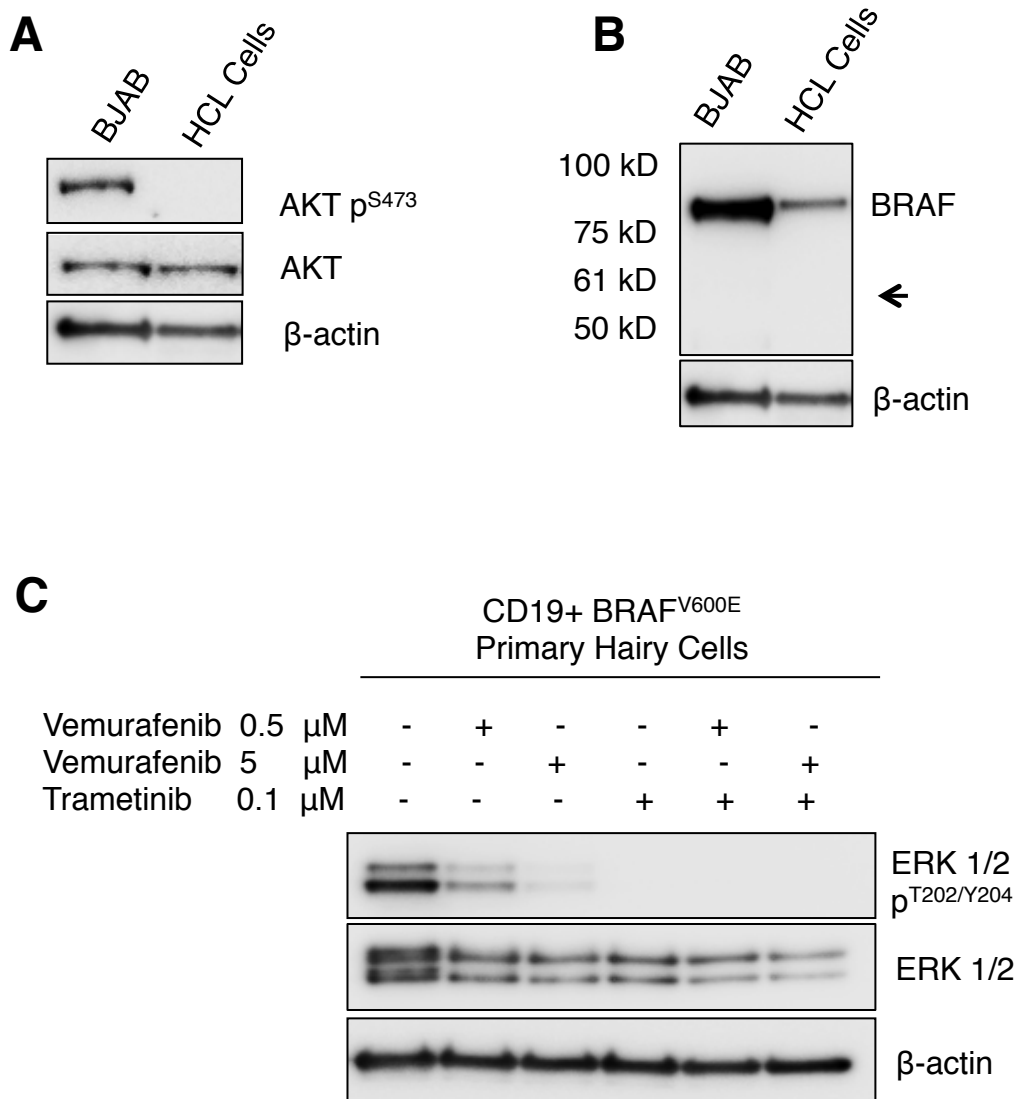 A
BJAB
HCL Cells
AKT pS473
AKT
β-actin
B
BJAB
HCL Cells
100 kD
75 kD
61 kD
50 kD
BRAF
β-actin
C
CD19+ BRAFV600E
Primary Hairy Cells
Vemurafenib 0.5 μM - + - - + -
Vemurafenib 5 μM - - + - - +
Trametinib 0.1 μM - - - + + +
ERK 1/2
pT202/Y204
ERK 1/2
β-actin